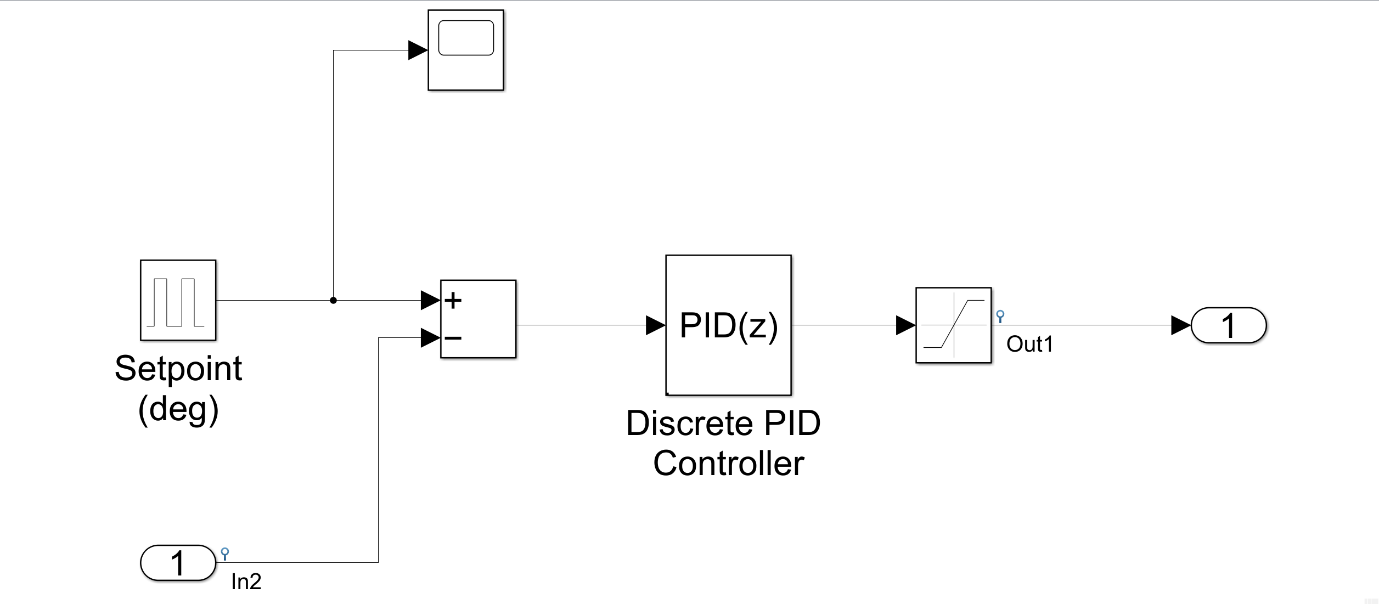 +
−
PID(z)
1
Out1
Setpoint
(deg)
Discrete PID
Controller
1
In2